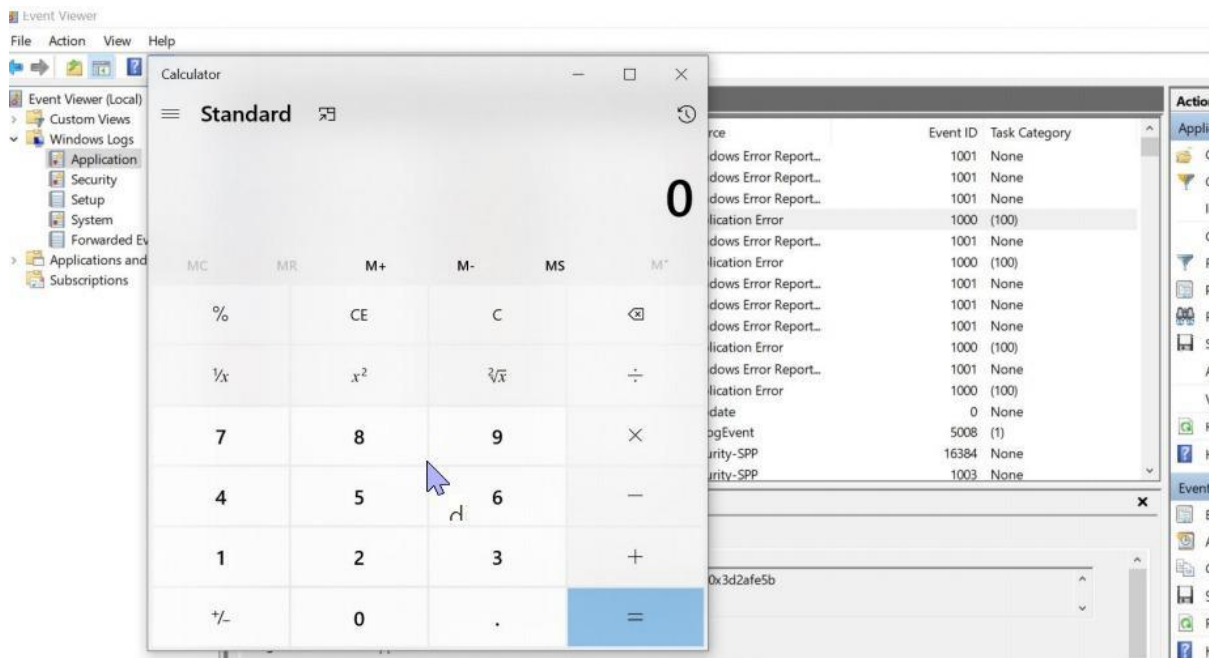 Event Viewer
File Action View Help
Calculator
Standard
0
MC MR M+ M- MS
% CE C
¹/x x² ²√x ÷
7 8 9 ×
4 5 6 −
d
1 2 3 +
+/− 0 . =
Event Viewer (Local)
Custom Views
Windows Logs
Application
Security
Setup
System
Forwarded Ev
Applications and
Subscriptions
rce Event ID Task Category
dows Error Report... 1001 None
dows Error Report... 1001 None
dows Error Report... 1001 None
lication Error 1000 (100)
dows Error Report... 1001 None
lication Error 1000 (100)
dows Error Report... 1001 None
dows Error Report... 1001 None
dows Error Report... 1001 None
lication Error 1000 (100)
dows Error Report... 1001 None
lication Error 1000 (100)
date 0 None
ogEvent 5008 (1)
urity-SPP 16384 None
urity-SPP 1003 None
0x3d2afe5b
Actio
Appli
Event